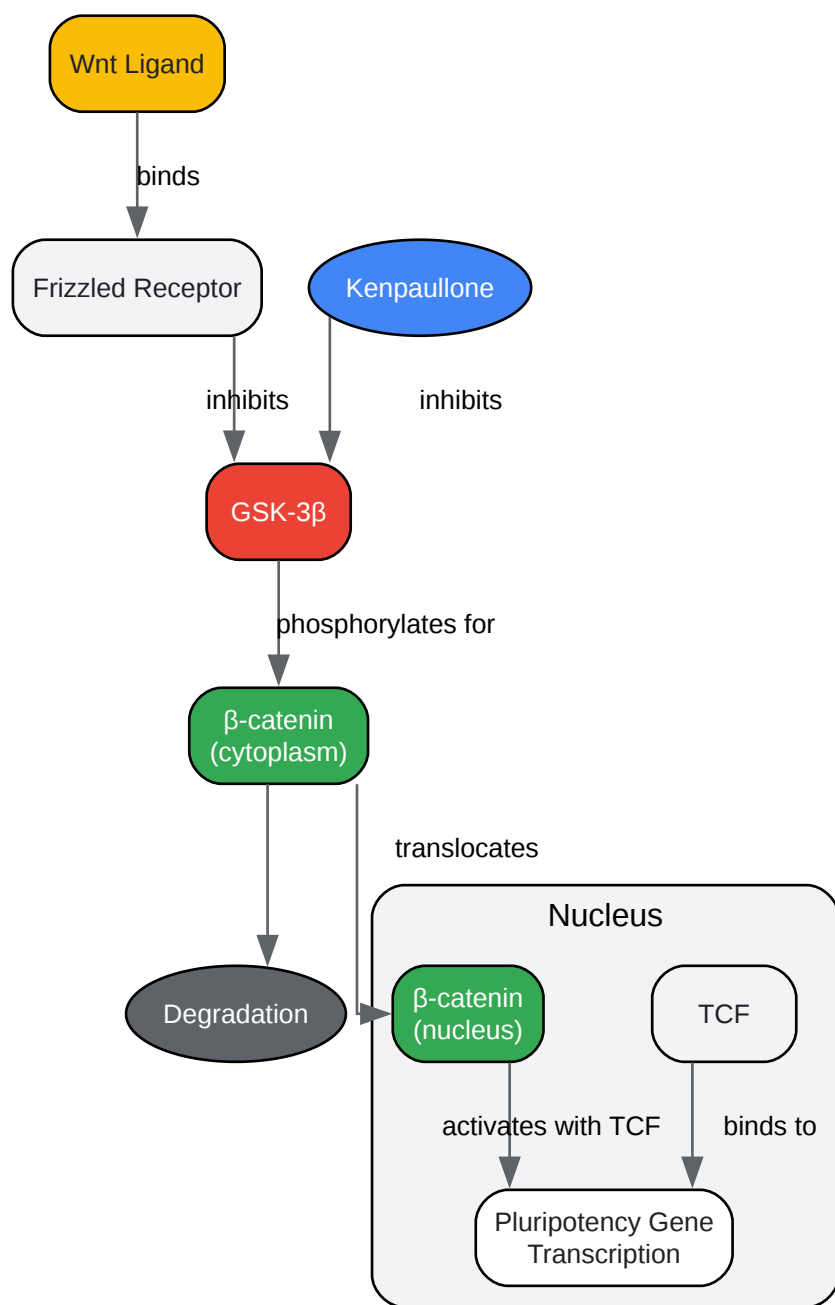 Wnt Ligand
binds
Frizzled Receptor
Kenpaullone
inhibits
inhibits
GSK-3β
phosphorylates for
β-catenin
(cytoplasm)
translocates
Nucleus
Degradation
β-catenin
(nucleus)
TCF
activates with TCF
binds to
Pluripotency Gene
Transcription